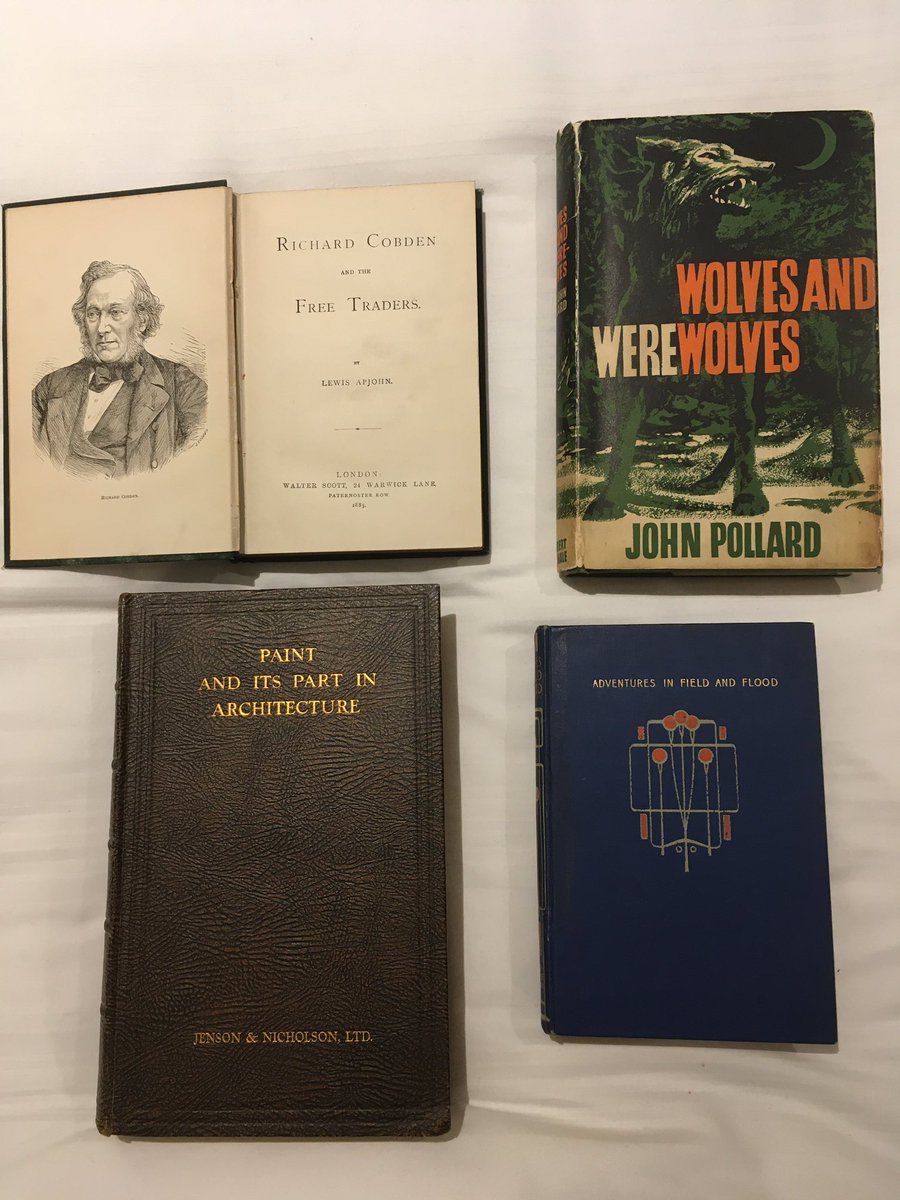 RICHARD COBDEN.
RICHARD COBDEN
AND THE
FREE TRADERS.
BY
LEWIS APJOHN.
LONDON:
WALTER SCOTT, 24 WARWICK LANE,
PATERNOSTER ROW.
WOLVES AND
WEREWOLVES
JOHN POLLARD
PAINT
AND ITS PART IN
ARCHITECTURE
JENSON & NICHOLSON, LTD.
ADVENTURES IN FIELD AND FLOOD